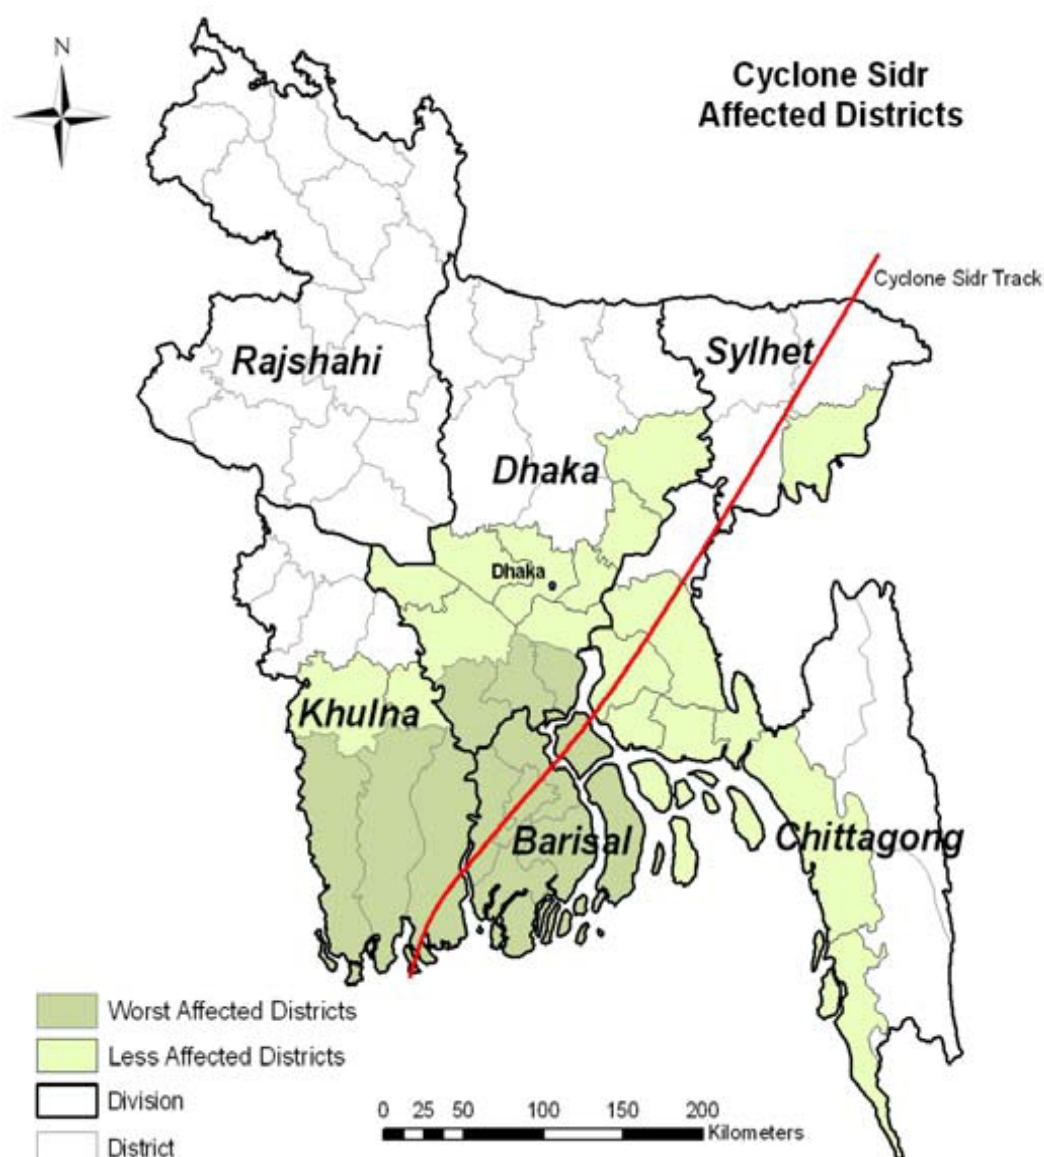 N
Cyclone Sidr
Affected Districts
Cyclone Sidr Track
Rajshahi
Sylhet
Dhaka
Dhaka
Khulna
Barisal
Chittagong
Worst Affected Districts
Less Affected Districts
Division
District
0 25 50 100 150 200
Kilometers